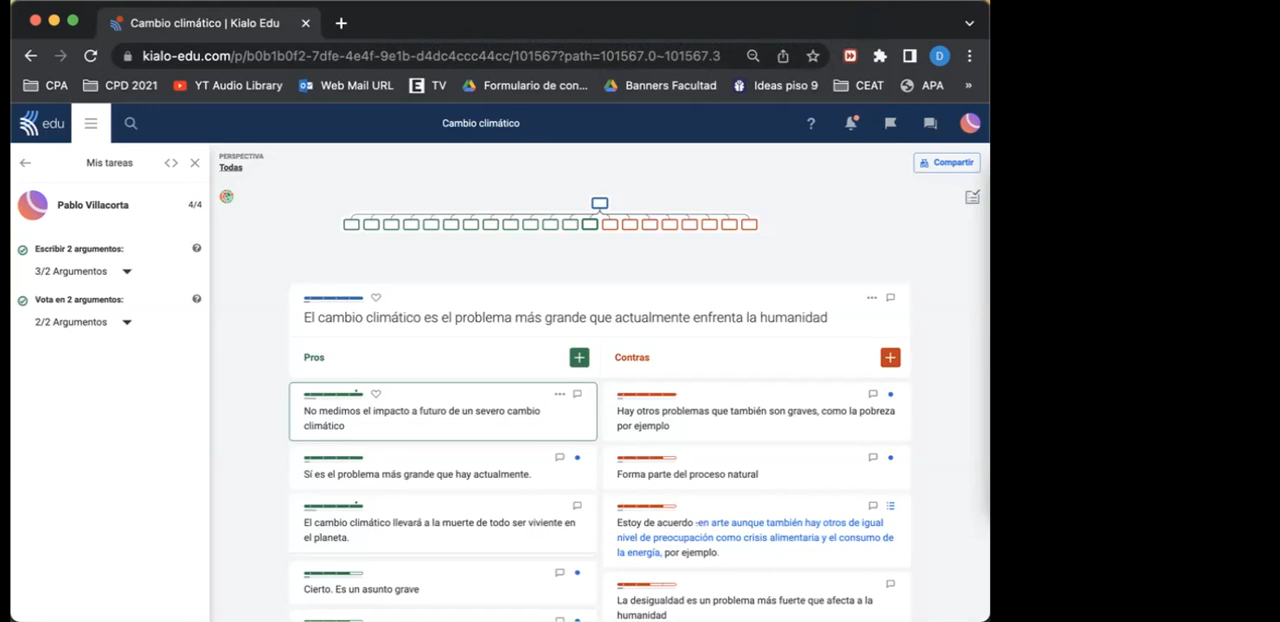 Cambio climático | Kialo Edu
kialo-edu.com/p/b0b1b0f2-7dfe-4e4f-9e1b-d4dc4ccc44cc/101567?path=101567.0~101567.3
CPA
CPD 2021
YT Audio Library
Web Mail URL
TV
Formulario de con...
Banners Facultad
Ideas piso 9
CEAT
APA
»
edu
Cambio climático
?
Mis tareas
Pablo Villacorta
4/4
Escribir 2 argumentos:
3/2 Argumentos
Vota en 2 argumentos:
2/2 Argumentos
PERSPECTIVA
Todas
Compartir
El cambio climático es el problema más grande que actualmente enfrenta la humanidad
Pros
Contras
No medimos el impacto a futuro de un severo cambio
climático
Sí es el problema más grande que hay actualmente.
El cambio climático llevará a la muerte de todo ser viviente en
el planeta.
Cierto. Es un asunto grave
Hay otros problemas que también son graves, como la pobreza
por ejemplo
Forma parte del proceso natural
Estoy de acuerdo -en arte aunque también hay otros de igual
nivel de preocupación como crisis alimentaria y el consumo de
la energía, por ejemplo.
La desigualdad es un problema más fuerte que afecta a la
humanidad